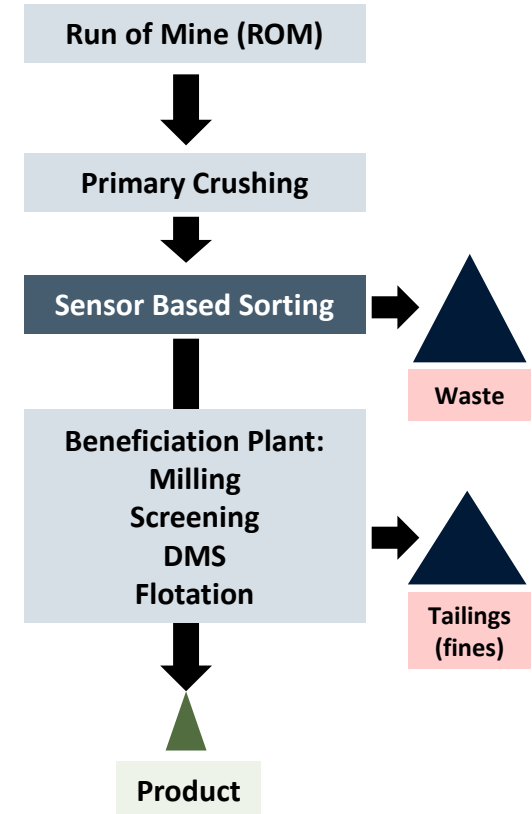 Run of Mine (ROM)
Primary Crushing
Sensor Based Sorting
Waste
Beneficiation Plant:
Milling
Screening
DMS
Flotation
Tailings
(fines)
Product